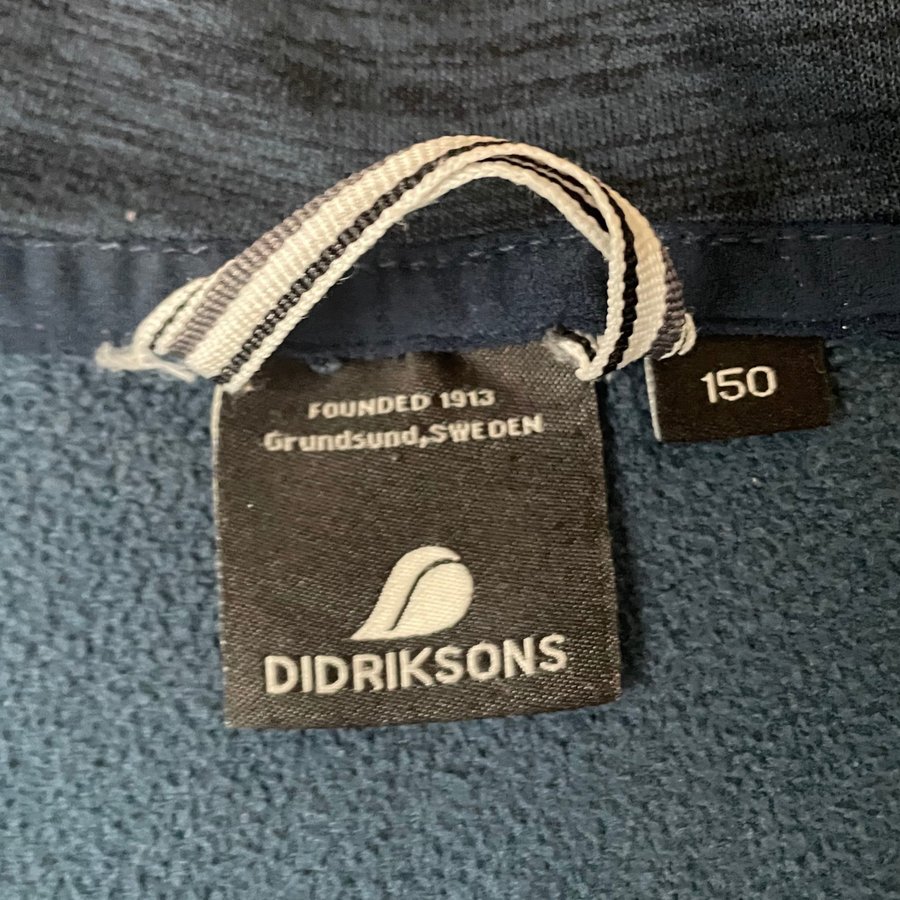 FOUNDED 1913
Grundsund,SWEDEN
DIDRIKSONS
150